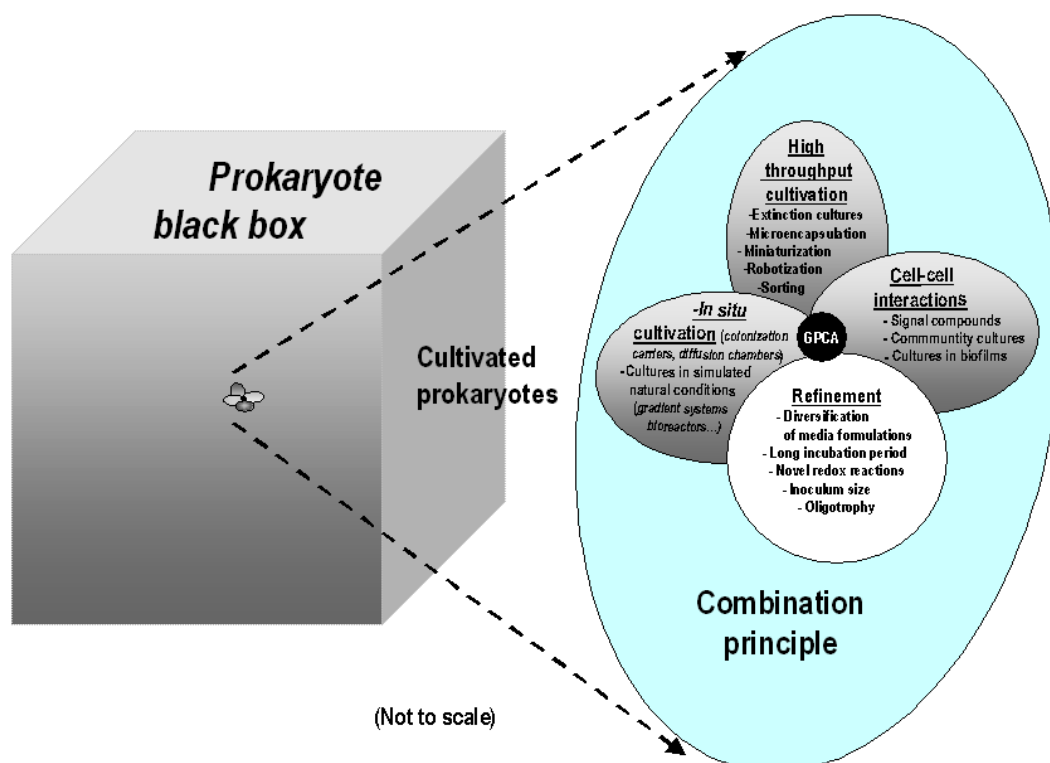 Prokaryote
black box
Cultivated
prokaryotes
(Not to scale)
High
throughput
cultivation
-Extinction cultures
-Microencapsulation
- Miniaturization
-Robotization
-Sorting
Cell-cell
interactions
- Signal compounds
- Commmunity cultures
- Cultures in biofilms
-In situ
cultivation (colonization
carriers, diffusion chambers)
- Cultures in simulated
natural conditions
(gradient systems
bioreactors...)
GPCA
Refinement
- Diversification
of media formulations
- Long incubation period
- Novel redox reactions
- Inoculum size
- Oligotrophy
Combination
principle